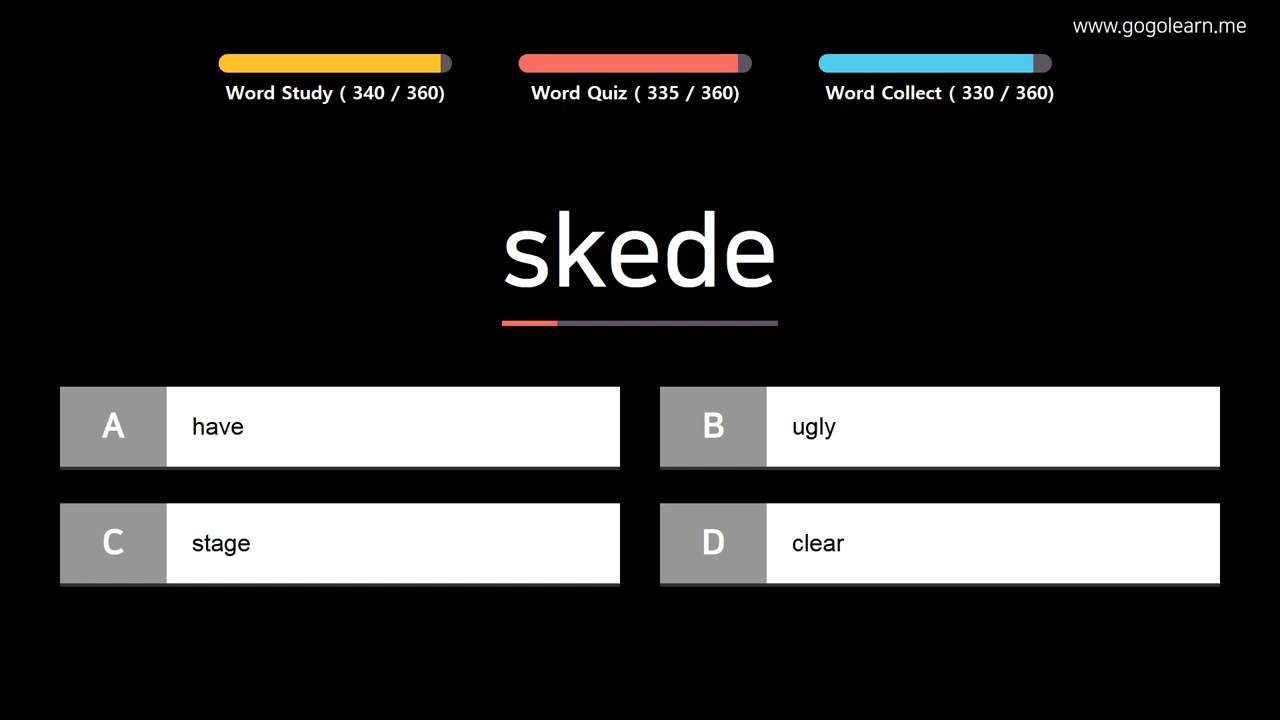 www.gogolearn.me
Word Study ( 340 / 360)
Word Quiz ( 335 / 360)
Word Collect ( 330 / 360)
skede
A
have
B
ugly
C
stage
D
clear